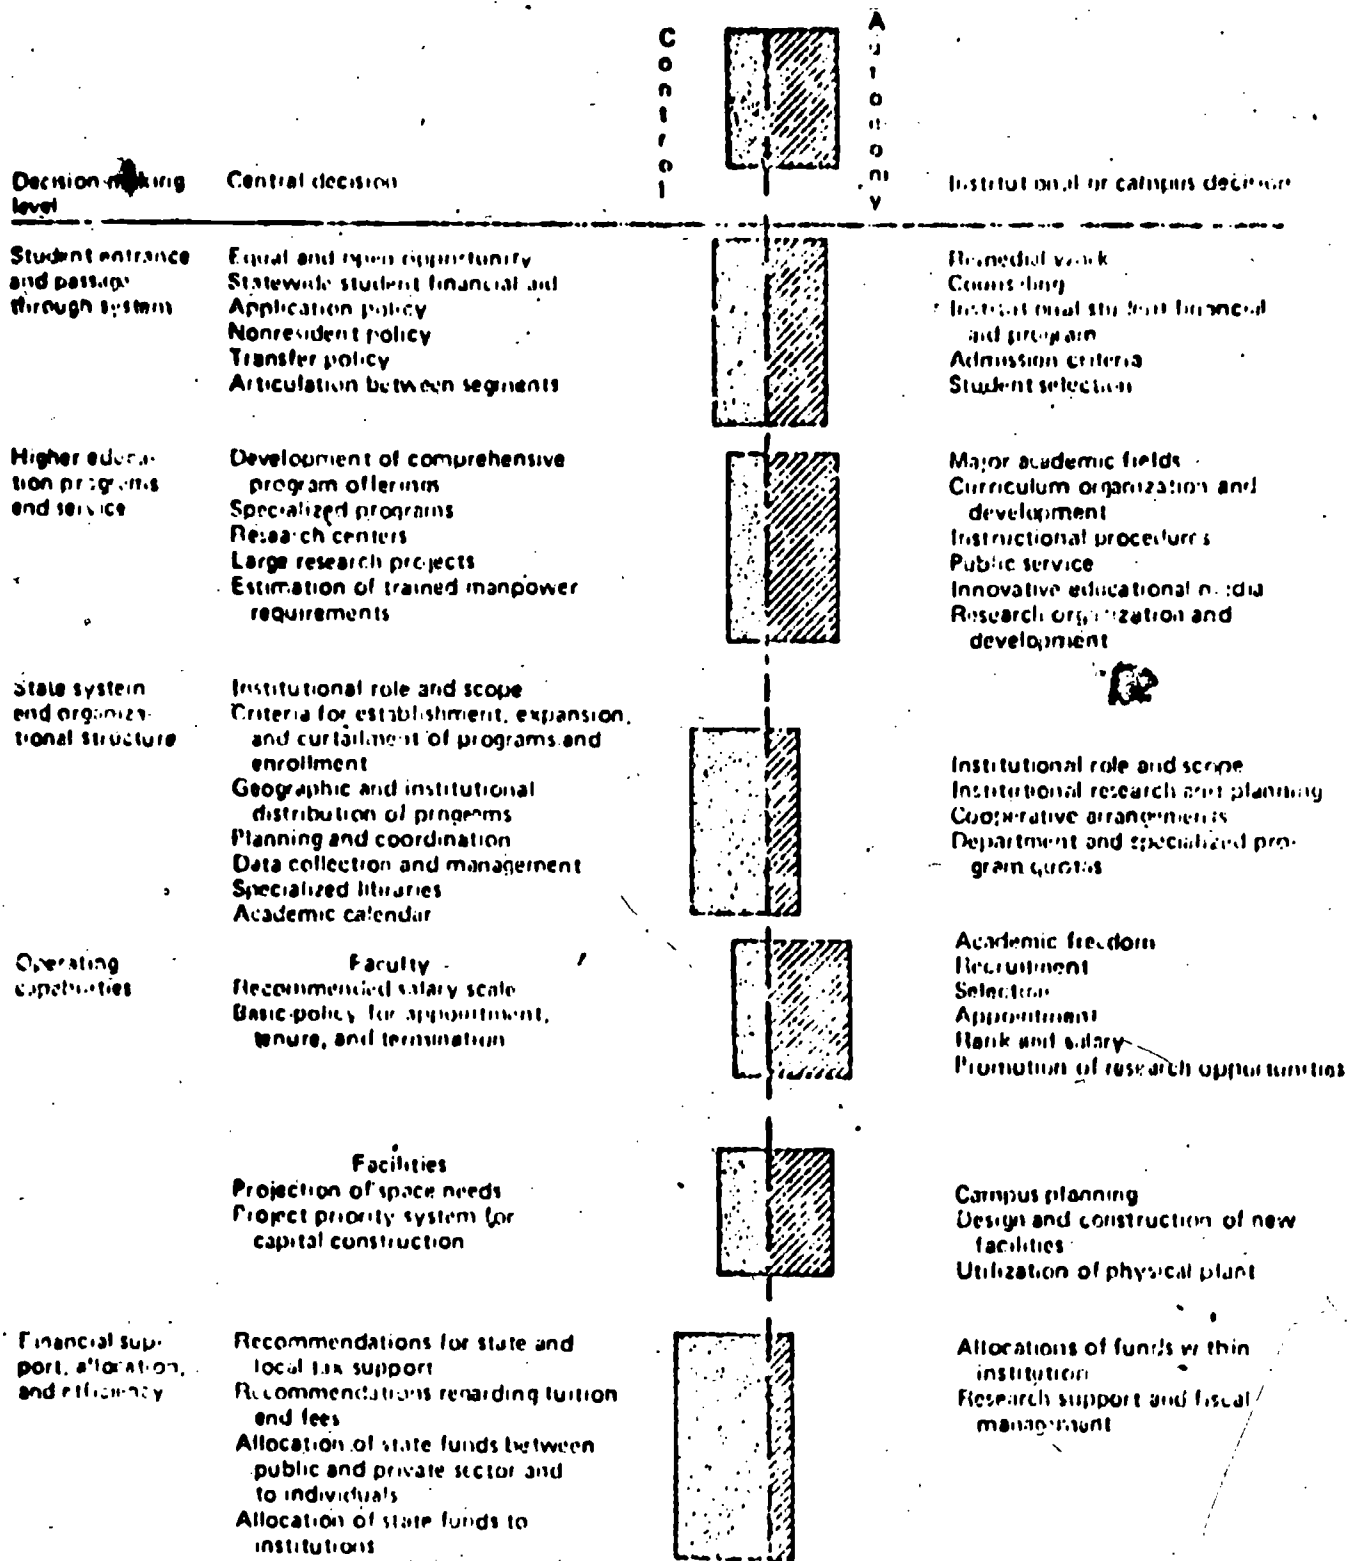 Control
Autonomy
Decision-making
level
Central decision
Institutional or campus decision
Student entrance
and passage
through system
Equal and open opportunity
Statewide student financial aid
Application policy
Nonresident policy
Transfer policy
Articulation between segments
Remedial work
Counseling
Institutional student financial
aid program
Admission criteria
Student selection
Higher educa-
tion programs
and service
Development of comprehensive
program offerings
Specialized programs
Research centers
Large research projects
Estimation of trained manpower
requirements
Major academic fields
Curriculum organization and
development
Instructional procedures
Public service
Innovative educational media
Research organization and
development
State system
and organiza-
tional structure
Institutional role and scope
Criteria for establishment, expansion,
and curtailment of programs and
enrollment
Geographic and institutional
distribution of programs
Planning and coordination
Data collection and management
Specialized libraries
Academic calendar
Institutional role and scope
Institutional research and planning
Cooperative arrangements
Department and specialized pro-
gram quotas
Operating
capabilities
Faculty
Recommended salary scale
Basic policy for appointment,
tenure, and termination
Academic freedom
Recruitment
Selection
Appointment
Rank and salary
Promotion of research opportunities
Facilities
Projection of space needs
Project priority system for
capital construction
Campus planning
Design and construction of new
facilities
Utilization of physical plant
Financial sup-
port, allocation,
and efficiency
Recommendations for state and
local tax support
Recommendations regarding tuition
and fees
Allocation of state funds between
public and private sector and
to individuals
Allocation of state funds to
institutions
Allocations of funds within
institution
Research support and fiscal
management